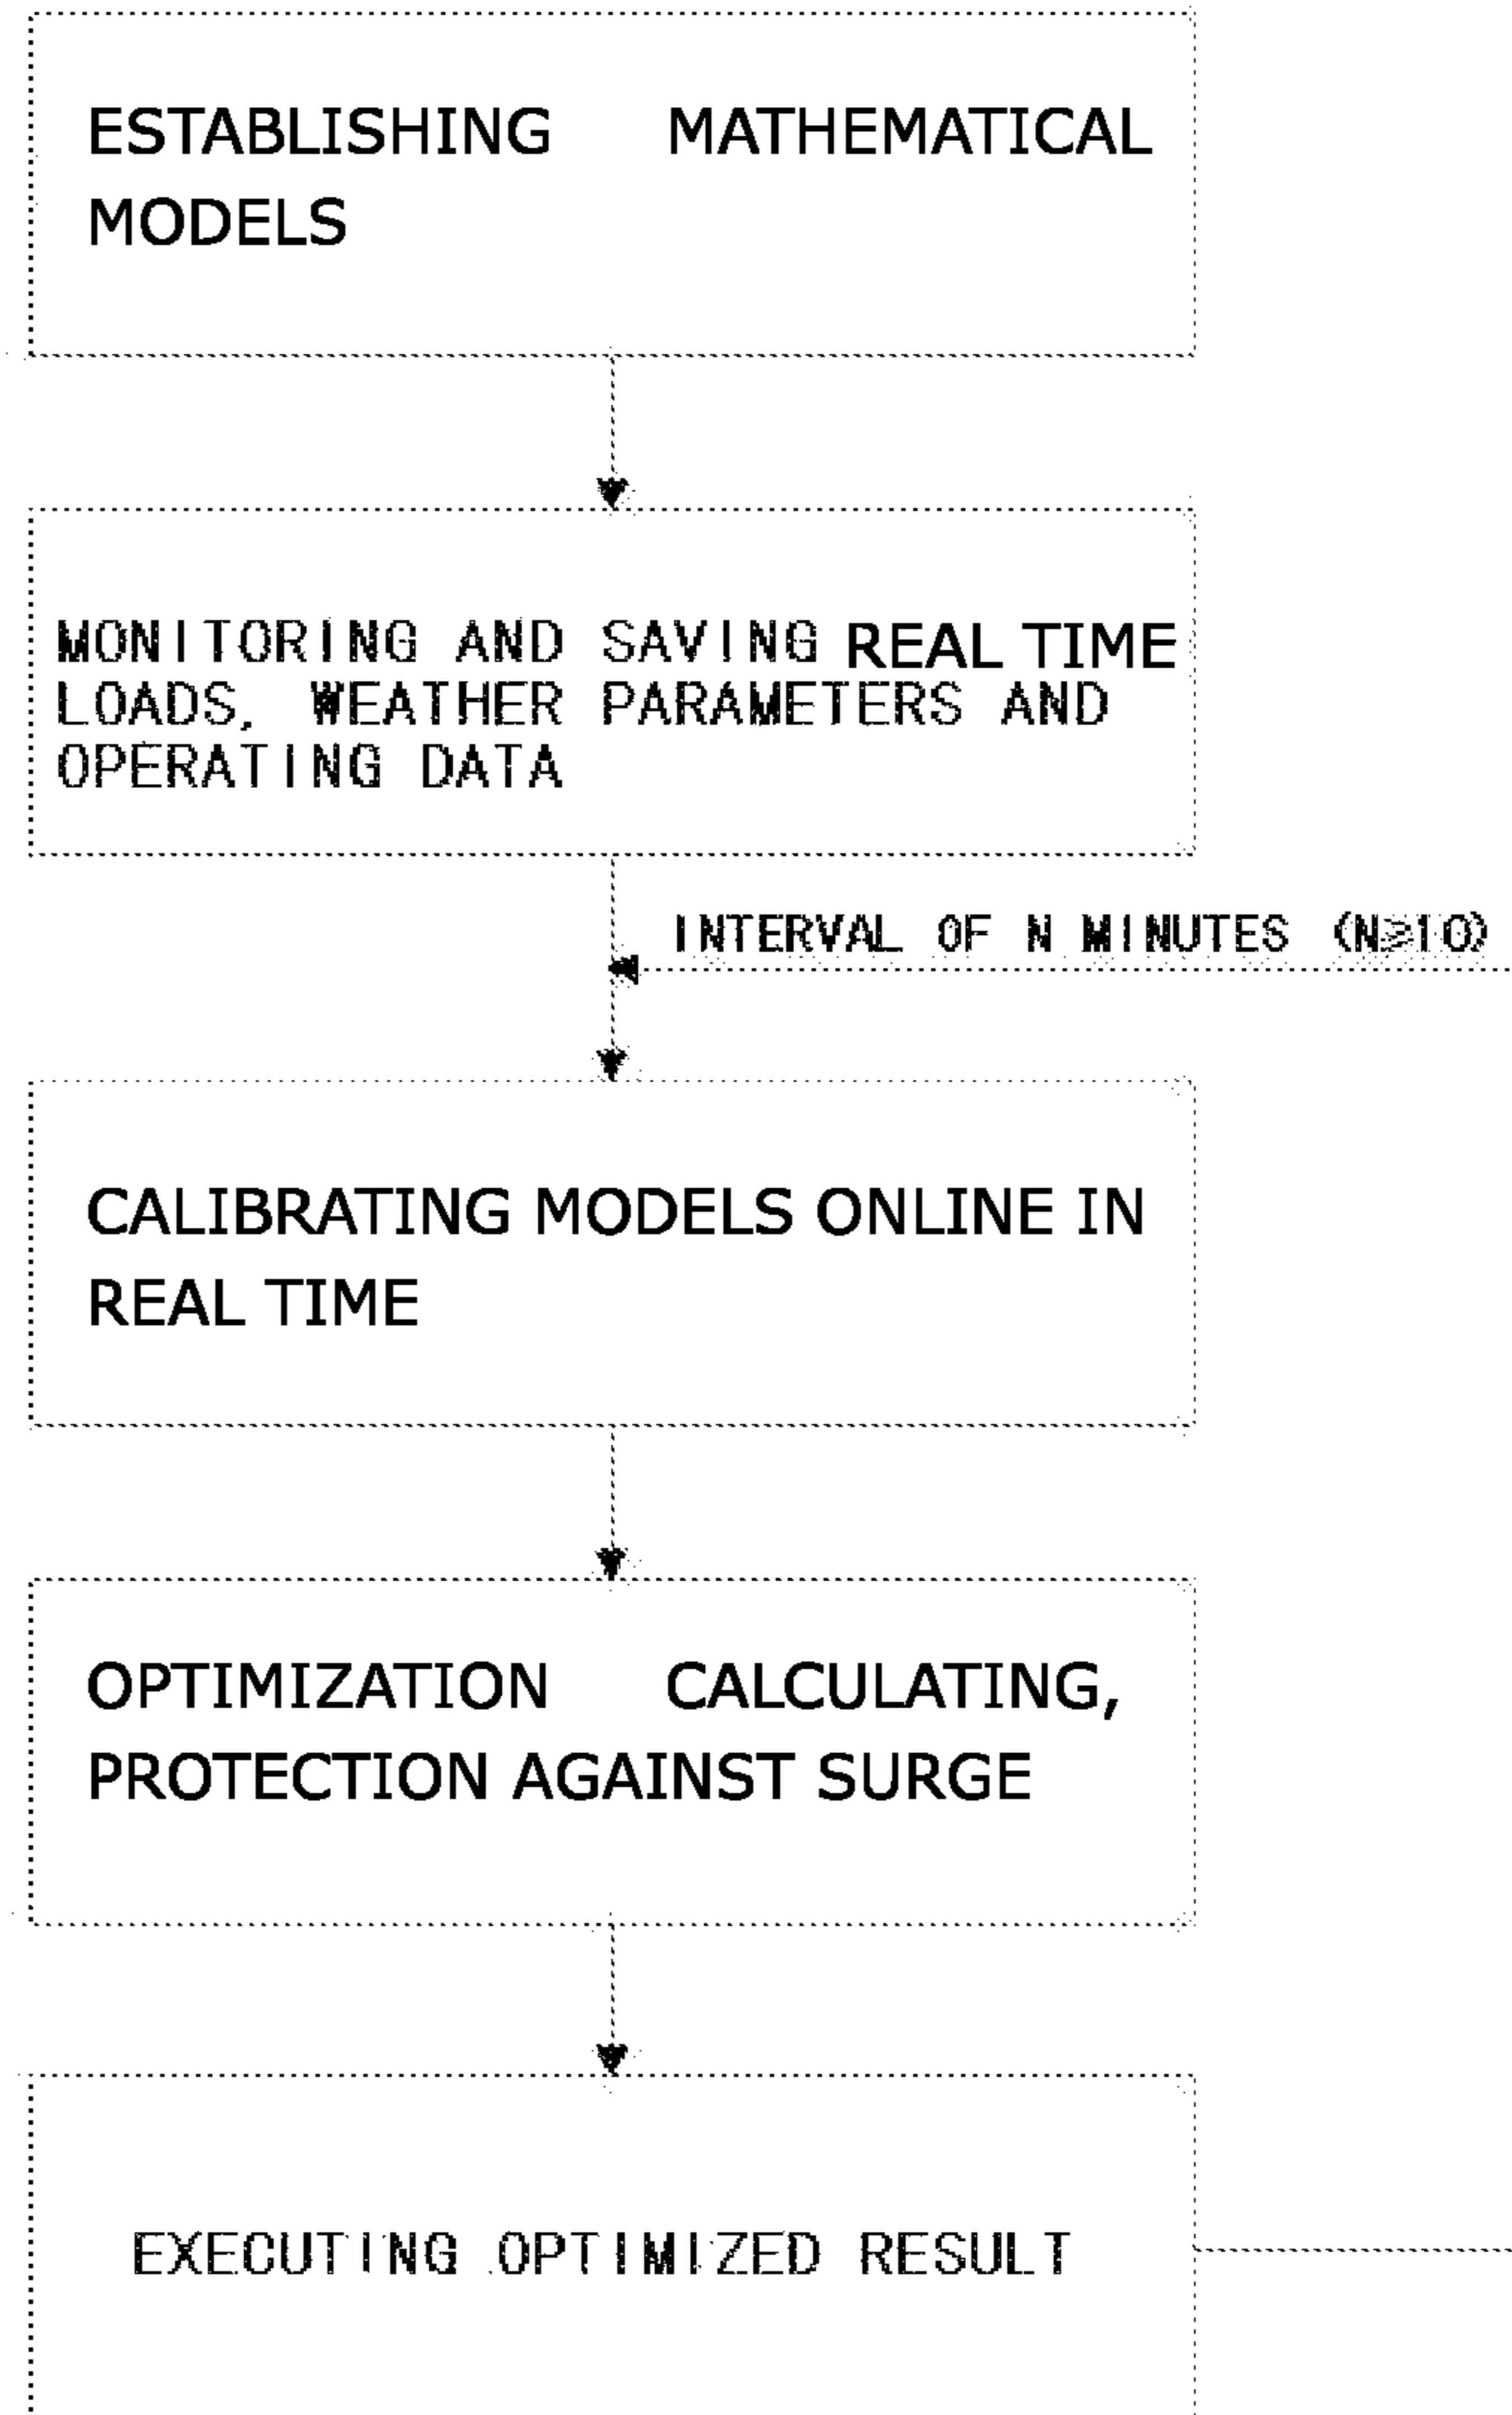 ESTABLISHING MATHEMATICAL
MODELS
MONITORING AND SAVING REAL TIME
LOADS, WEATHER PARAMETERS AND
OPERATING DATA
INTERVAL OF N MINUTES (N≥10)
CALIBRATING MODELS ONLINE IN
REAL TIME
OPTIMIZATION CALCULATING,
PROTECTION AGAINST SURGE
EXECUTING OPTIMIZED RESULT